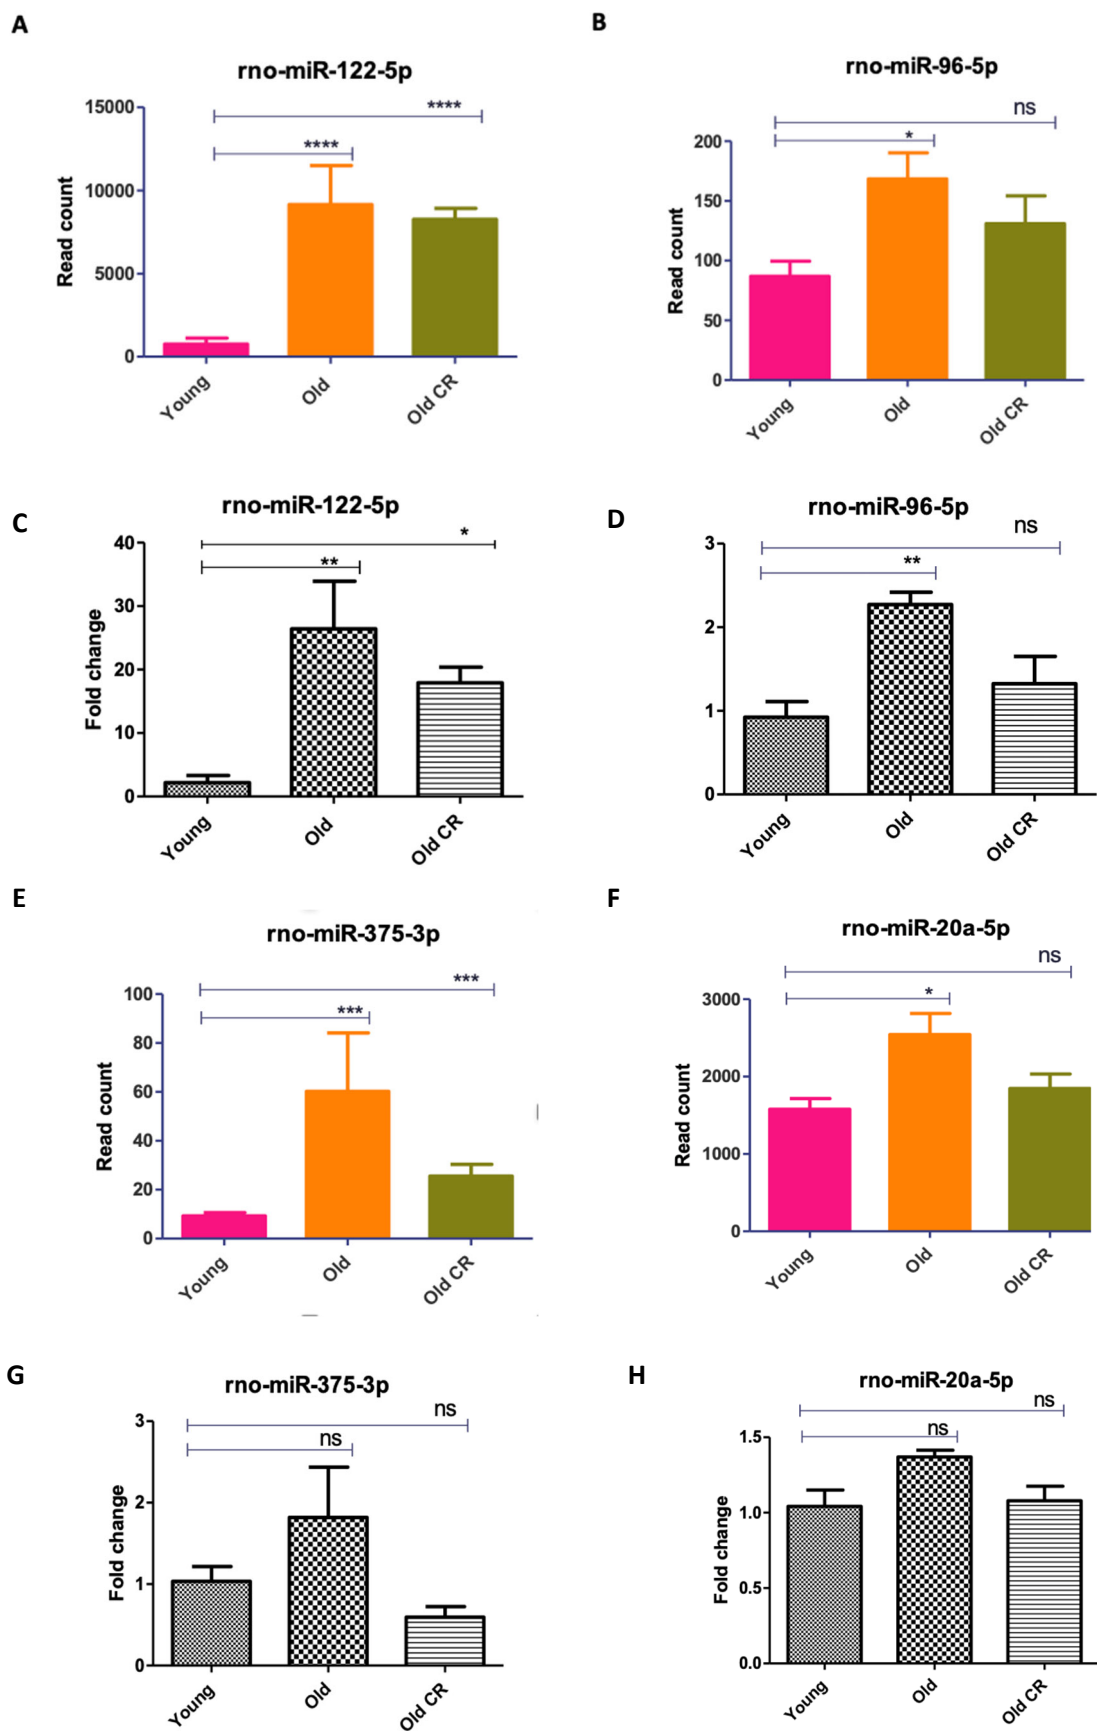 A
rno-miR-122-5p
****
****
15000
10000
5000
0
Read count
Young
Old
Old CR
B
rno-miR-96-5p
ns
*
200
150
100
50
0
Read count
Young
Old
Old CR
C
rno-miR-122-5p
*
**
40
30
20
10
0
Fold change
Young
Old
Old CR
D
rno-miR-96-5p
ns
**
3
2
1
0
Young
Old
Old CR
E
rno-miR-375-3p
***
***
100
80
60
40
20
0
Read count
Young
Old
Old CR
F
rno-miR-20a-5p
ns
*
3000
2000
1000
0
Read count
Young
Old
Old CR
G
rno-miR-375-3p
ns
ns
3
2
1
0
Fold change
Young
Old
Old CR
H
rno-miR-20a-5p
ns
ns
1.5
1.0
0.5
0.0
Fold change
Young
Old
Old CR